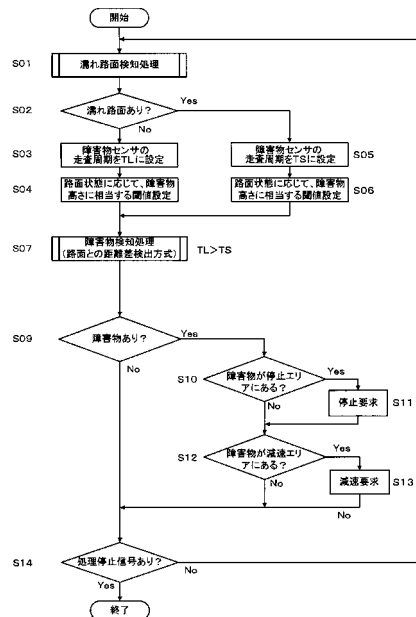 開始
S01
濡れ路面検知処理
S02
濡れ路面あり?
Yes
No
S03
障害物センサの
走査周期をTLに設定
障害物センサの
走査周期をTSに設定
S05
S04
路面状態に応じて、障害物
高さに相当する閾値設定
路面状態に応じて、障害物
高さに相当する閾値設定
S06
S07
障害物検知処理
(路面との距離差検出方式)
TL>TS
S09
障害物あり?
Yes
No
S10
障害物が停止エリ
アにある?
Yes
No
停止要求
S11
S12
障害物が減速エリ
アにある?
Yes
No
減速要求
S13
No
S14
処理停止信号あり?
No
Yes
終了